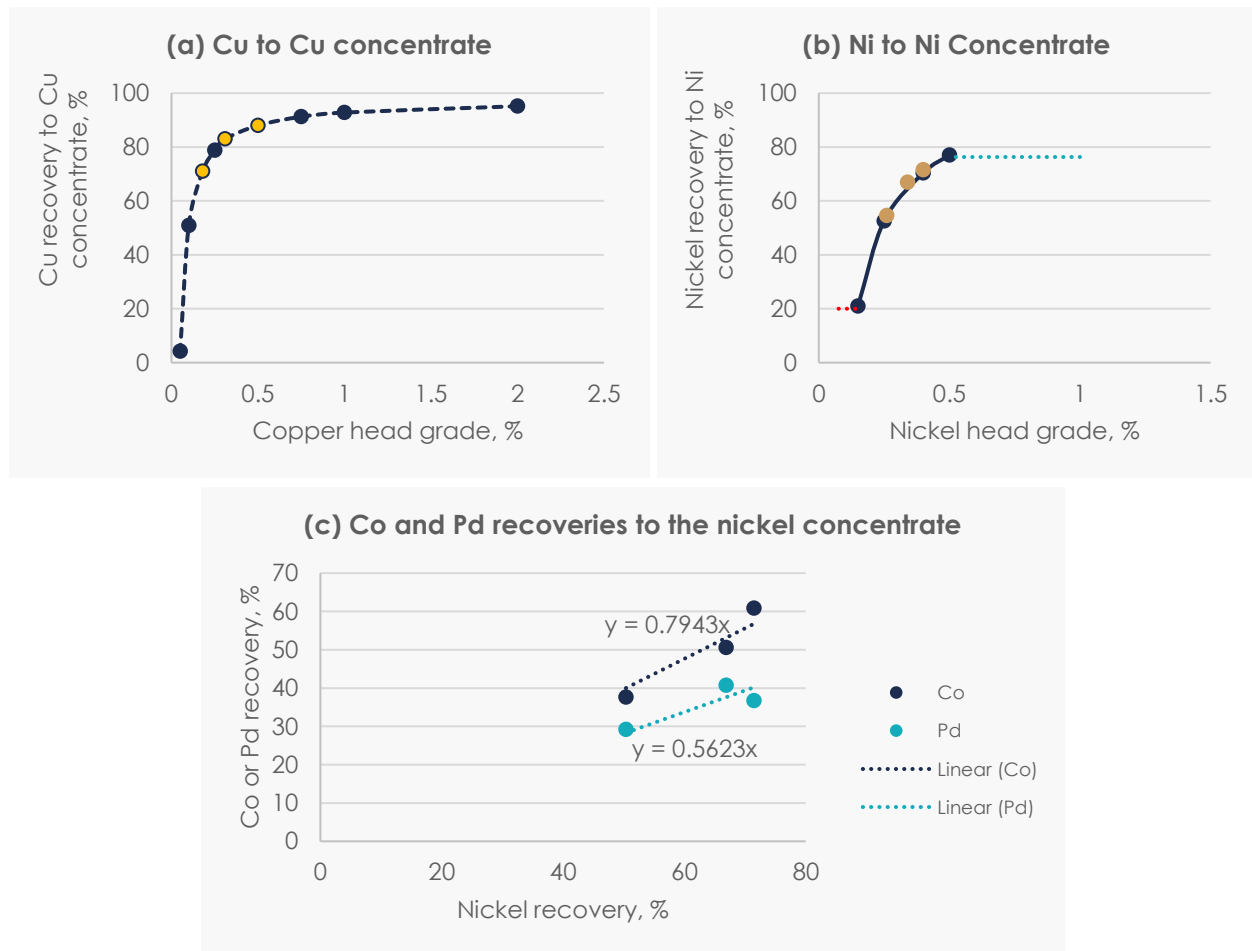 (a) Cu to Cu concentrate
Cu recovery to Cu
concentrate, %
100
80
60
40
20
0
0 0.5 1 1.5 2 2.5
Copper head grade, %
(b) Ni to Ni Concentrate
Nickel recovery to Ni
concentrate, %
100
80
60
40
20
0
0 0.5 1 1.5
Nickel head grade, %
(c) Co and Pd recoveries to the nickel concentrate
Co or Pd recovery, %
70
60
50
40
30
20
10
0
y = 0.7943x
y = 0.5623x
0 20 40 60 80
Nickel recovery, %
Co
Pd
Linear (Co)
Linear (Pd)